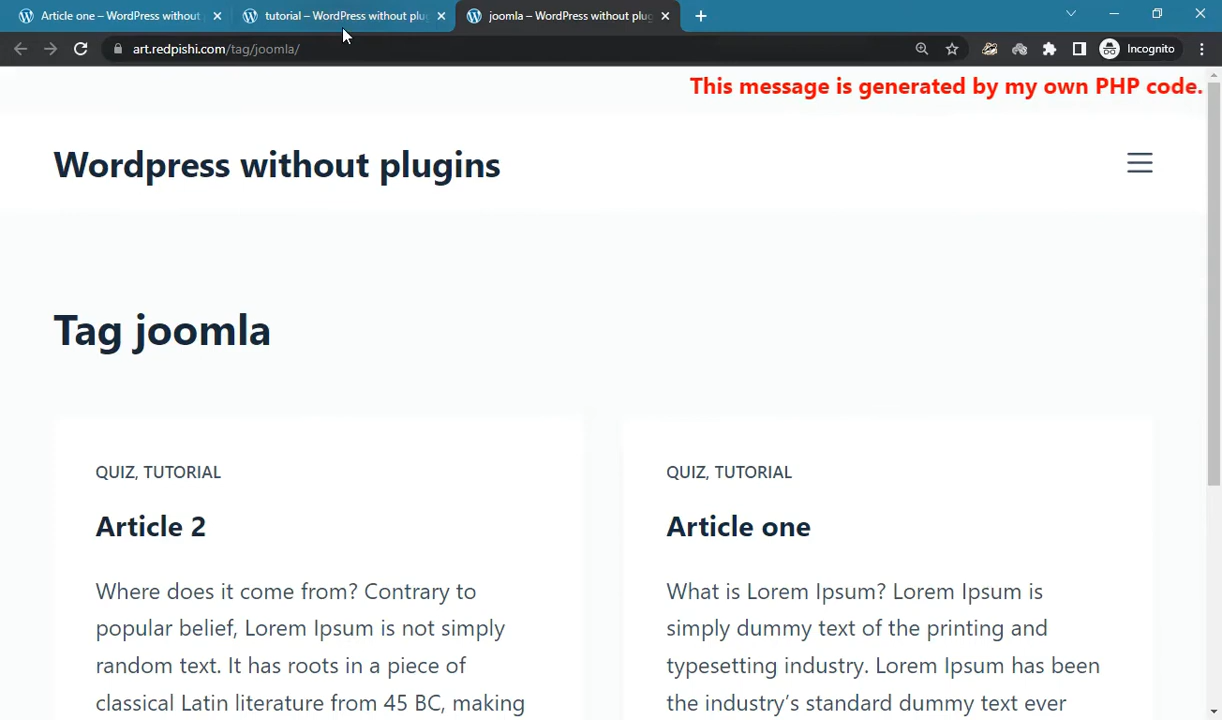 Article one – WordPress without
tutorial – WordPress without plu
joomla – WordPress without plug
art.redpishi.com/tag/joomla/
Incognito
This message is generated by my own PHP code.
Wordpress without plugins
Tag joomla
QUIZ, TUTORIAL
Article 2
Where does it come from? Contrary to
popular belief, Lorem Ipsum is not simply
random text. It has roots in a piece of
classical Latin literature from 45 BC, making
QUIZ, TUTORIAL
Article one
What is Lorem Ipsum? Lorem Ipsum is
simply dummy text of the printing and
typesetting industry. Lorem Ipsum has been
the industry's standard dummy text ever